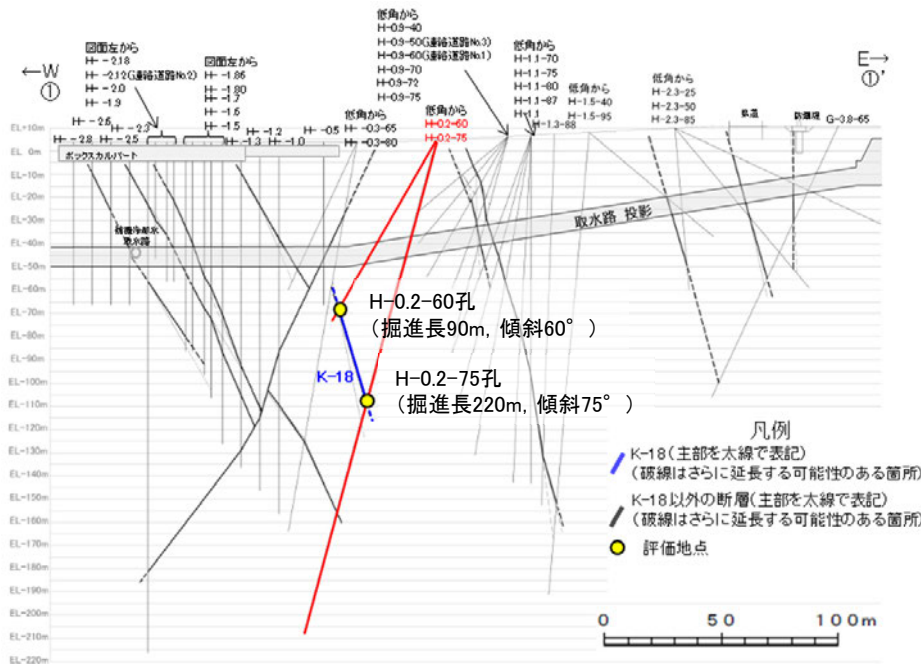 ←W
①
E→
①’
図面左から
H- -2.18
H- -2.12(連絡道路No.2)
H- -2.0
H- -1.9
図面左から
H- -1.86
H- -1.80
H- -1.7
H- -1.6
H- -1.5
低角から
H-0.9-40
H-0.9-50(連絡道路No.3)
H-0.9-60(連絡道路No.1)
H-0.9-70
H-0.9-72
H-0.9-75
低角から
H-1.1-70
H-1.1-75
H-1.1-80
H-1.1-87
H-1.1
H-1.3-88
低角から
H-1.5-40
H-1.5-95
低角から
H-2.3-25
H-2.3-50
H-2.3-85
G-3.8-65
低角から
H- -0.3-65
H- -0.3-80
低角から
H-0.2-60
H-0.2-75
H- -2.8
H- -2.6
H- -2.5
H- -1.2
H- -1.0
H- -0.5
ボックスカルバート
取水路
取水路 投影
EL+10m
EL 0m
EL-10m
EL-20m
EL-30m
EL-40m
EL-50m
EL-60m
EL-70m
EL-80m
EL-90m
EL-100m
EL-110m
EL-120m
EL-130m
EL-140m
EL-150m
EL-160m
EL-170m
EL-180m
EL-190m
EL-200m
EL-210m
EL-220m
H-0.2-60孔
（掘進長90m，傾斜60°）
K-18
H-0.2-75孔
（掘進長220m，傾斜75°）
凡例
K-18(主部を太線で表記)
(破線はさらに延長する可能性のある箇所)
K-18以外の断層(主部を太線で表記)
(破線はさらに延長する可能性のある箇所)
評価地点
0 50 100m